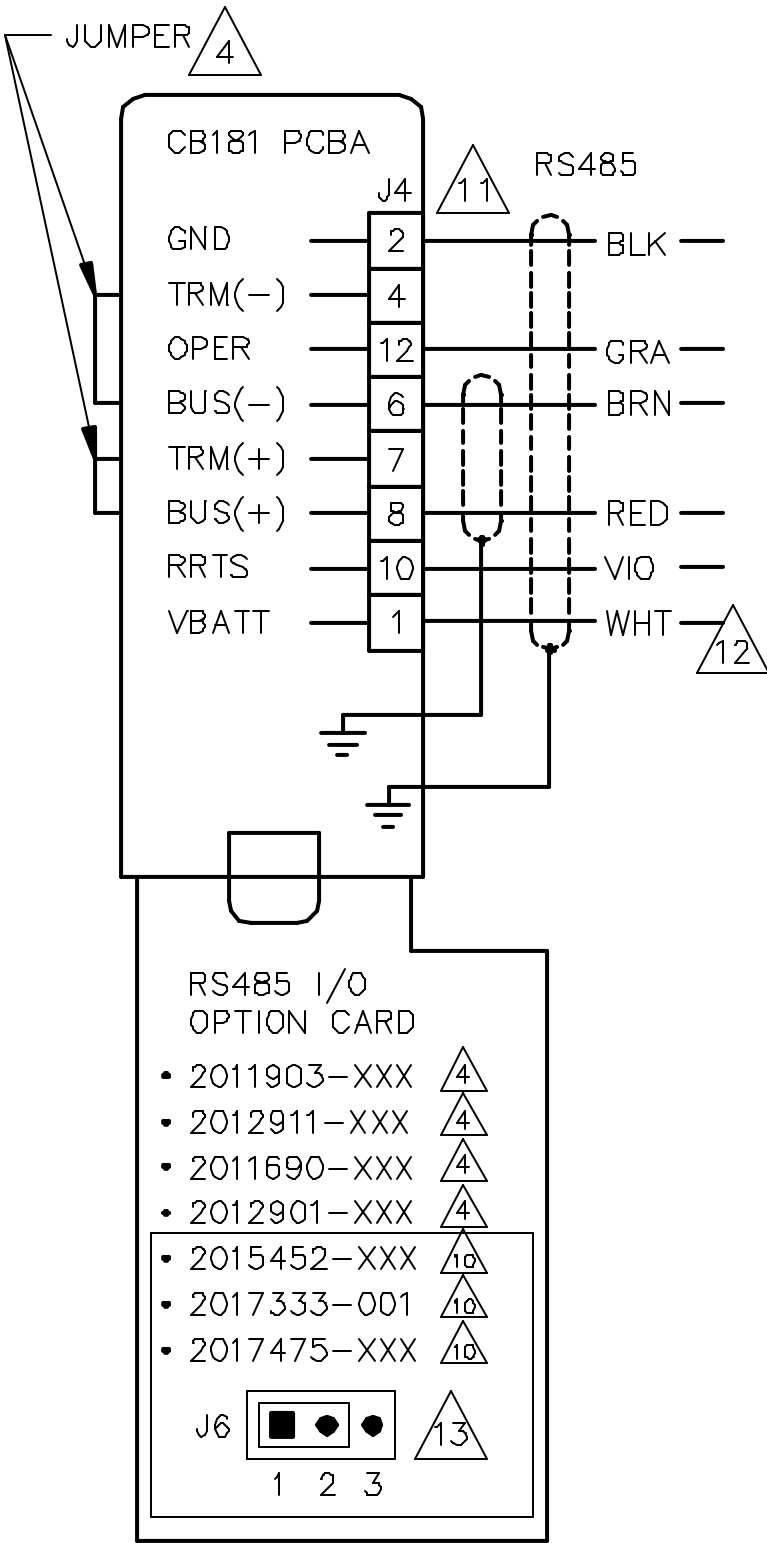 JUMPER 4
CB181 PCBA
J4 11 RS485
GND 2 BLK
TRM(-) 4
OPER 12 GRA
BUS(-) 6 BRN
TRM(+) 7
BUS(+) 8 RED
RRTS 10 VIO
VBATT 1 WHT 12
RS485 I/O
OPTION CARD
• 2011903-XXX 4
• 2012911-XXX 4
• 2011690-XXX 4
• 2012901-XXX 4
• 2015452-XXX 10
• 2017333-001 10
• 2017475-XXX 10
J6 13
1 2 3